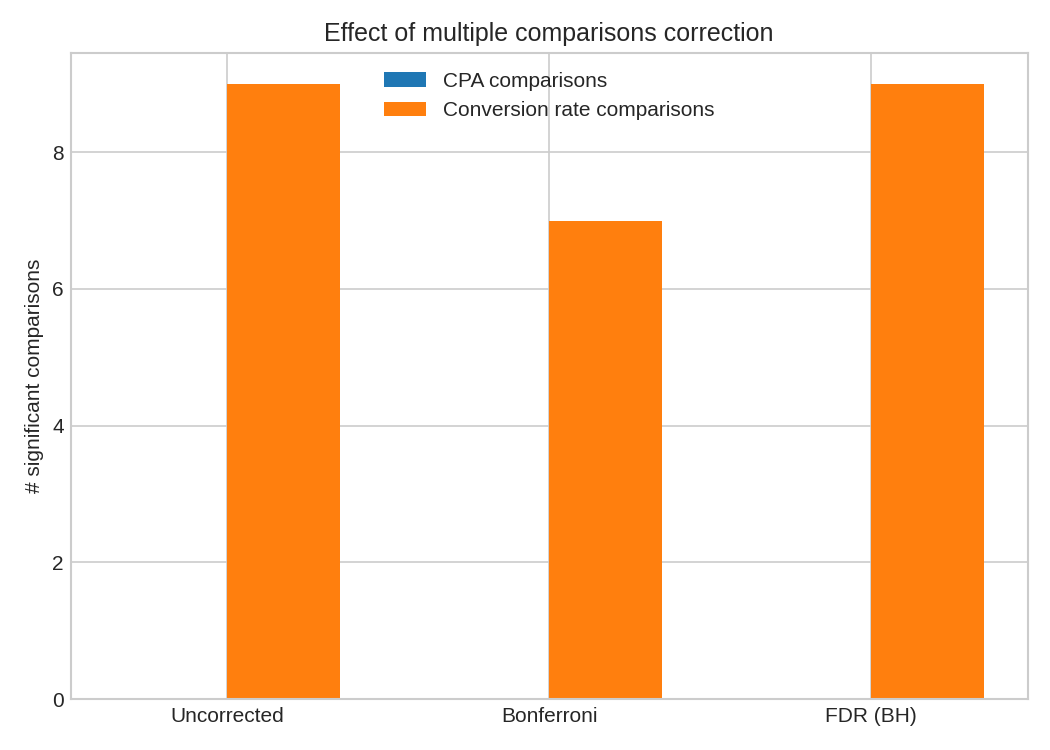 Effect of multiple comparisons correction
CPA comparisons
Conversion rate comparisons
# significant comparisons
8
6
4
2
0
Uncorrected
Bonferroni
FDR (BH)